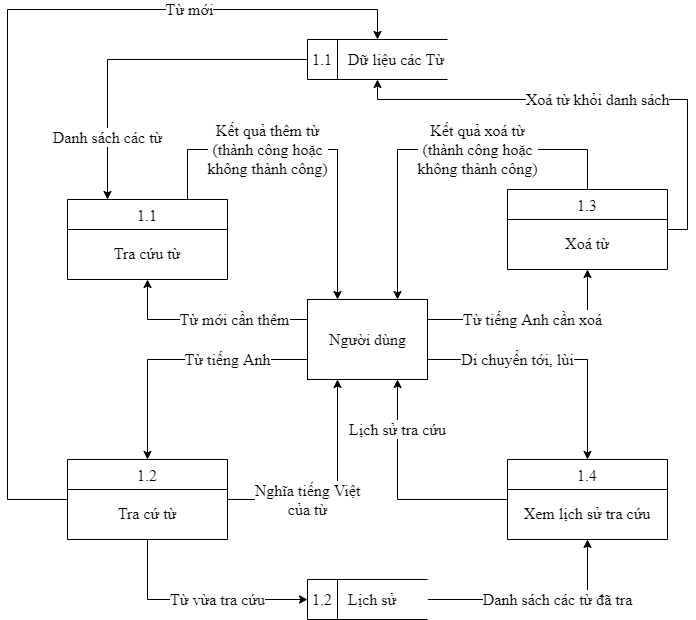 Từ mới
1.1 Dữ liệu các Từ
Xoá từ khỏi danh sách
Danh sách các từ
Kết quả thêm từ
(thành công hoặc
không thành công)
Kết quả xoá từ
(thành công hoặc
không thành công)
1.1
Tra cứu từ
1.3
Xoá từ
Từ mới cần thêm
Người dùng
Từ tiếng Anh cần xoá
Từ tiếng Anh
Di chuyển tới, lùi
Lịch sử tra cứu
1.2
Tra cứ từ
Nghĩa tiếng Việt
của từ
1.4
Xem lịch sử tra cứu
Từ vừa tra cứu
1.2 Lịch sử
Danh sách các từ đã tra